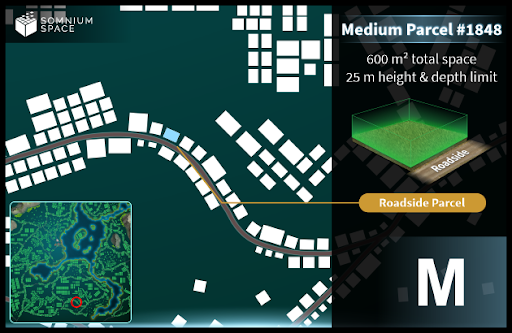 SOMNIUM
SPACE
Medium Parcel #1848
600 m² total space
25 m height & depth limit
Roadside
Roadside Parcel
M